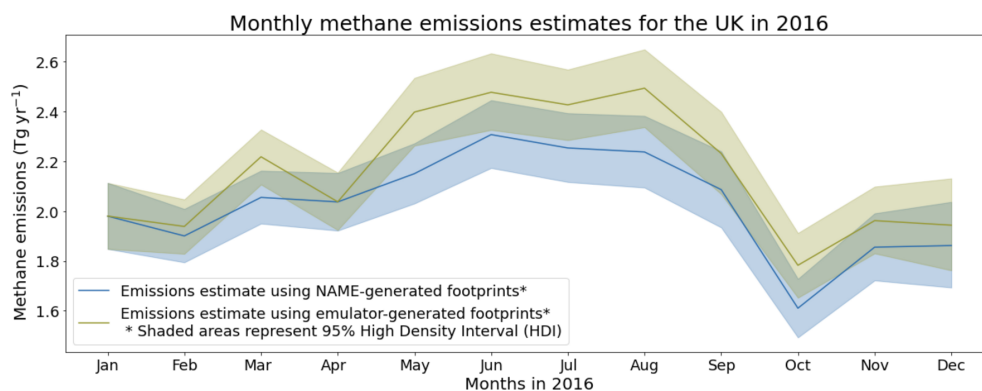 Monthly methane emissions estimates for the UK in 2016
Methane emissions (Tg yr⁻¹)
2.6
2.4
2.2
2.0
1.8
1.6
Emissions estimate using NAME-generated footprints*
Emissions estimate using emulator-generated footprints*
* Shaded areas represent 95% High Density Interval (HDI)
Jan Feb Mar Apr May Jun Jul Aug Sep Oct Nov Dec
Months in 2016